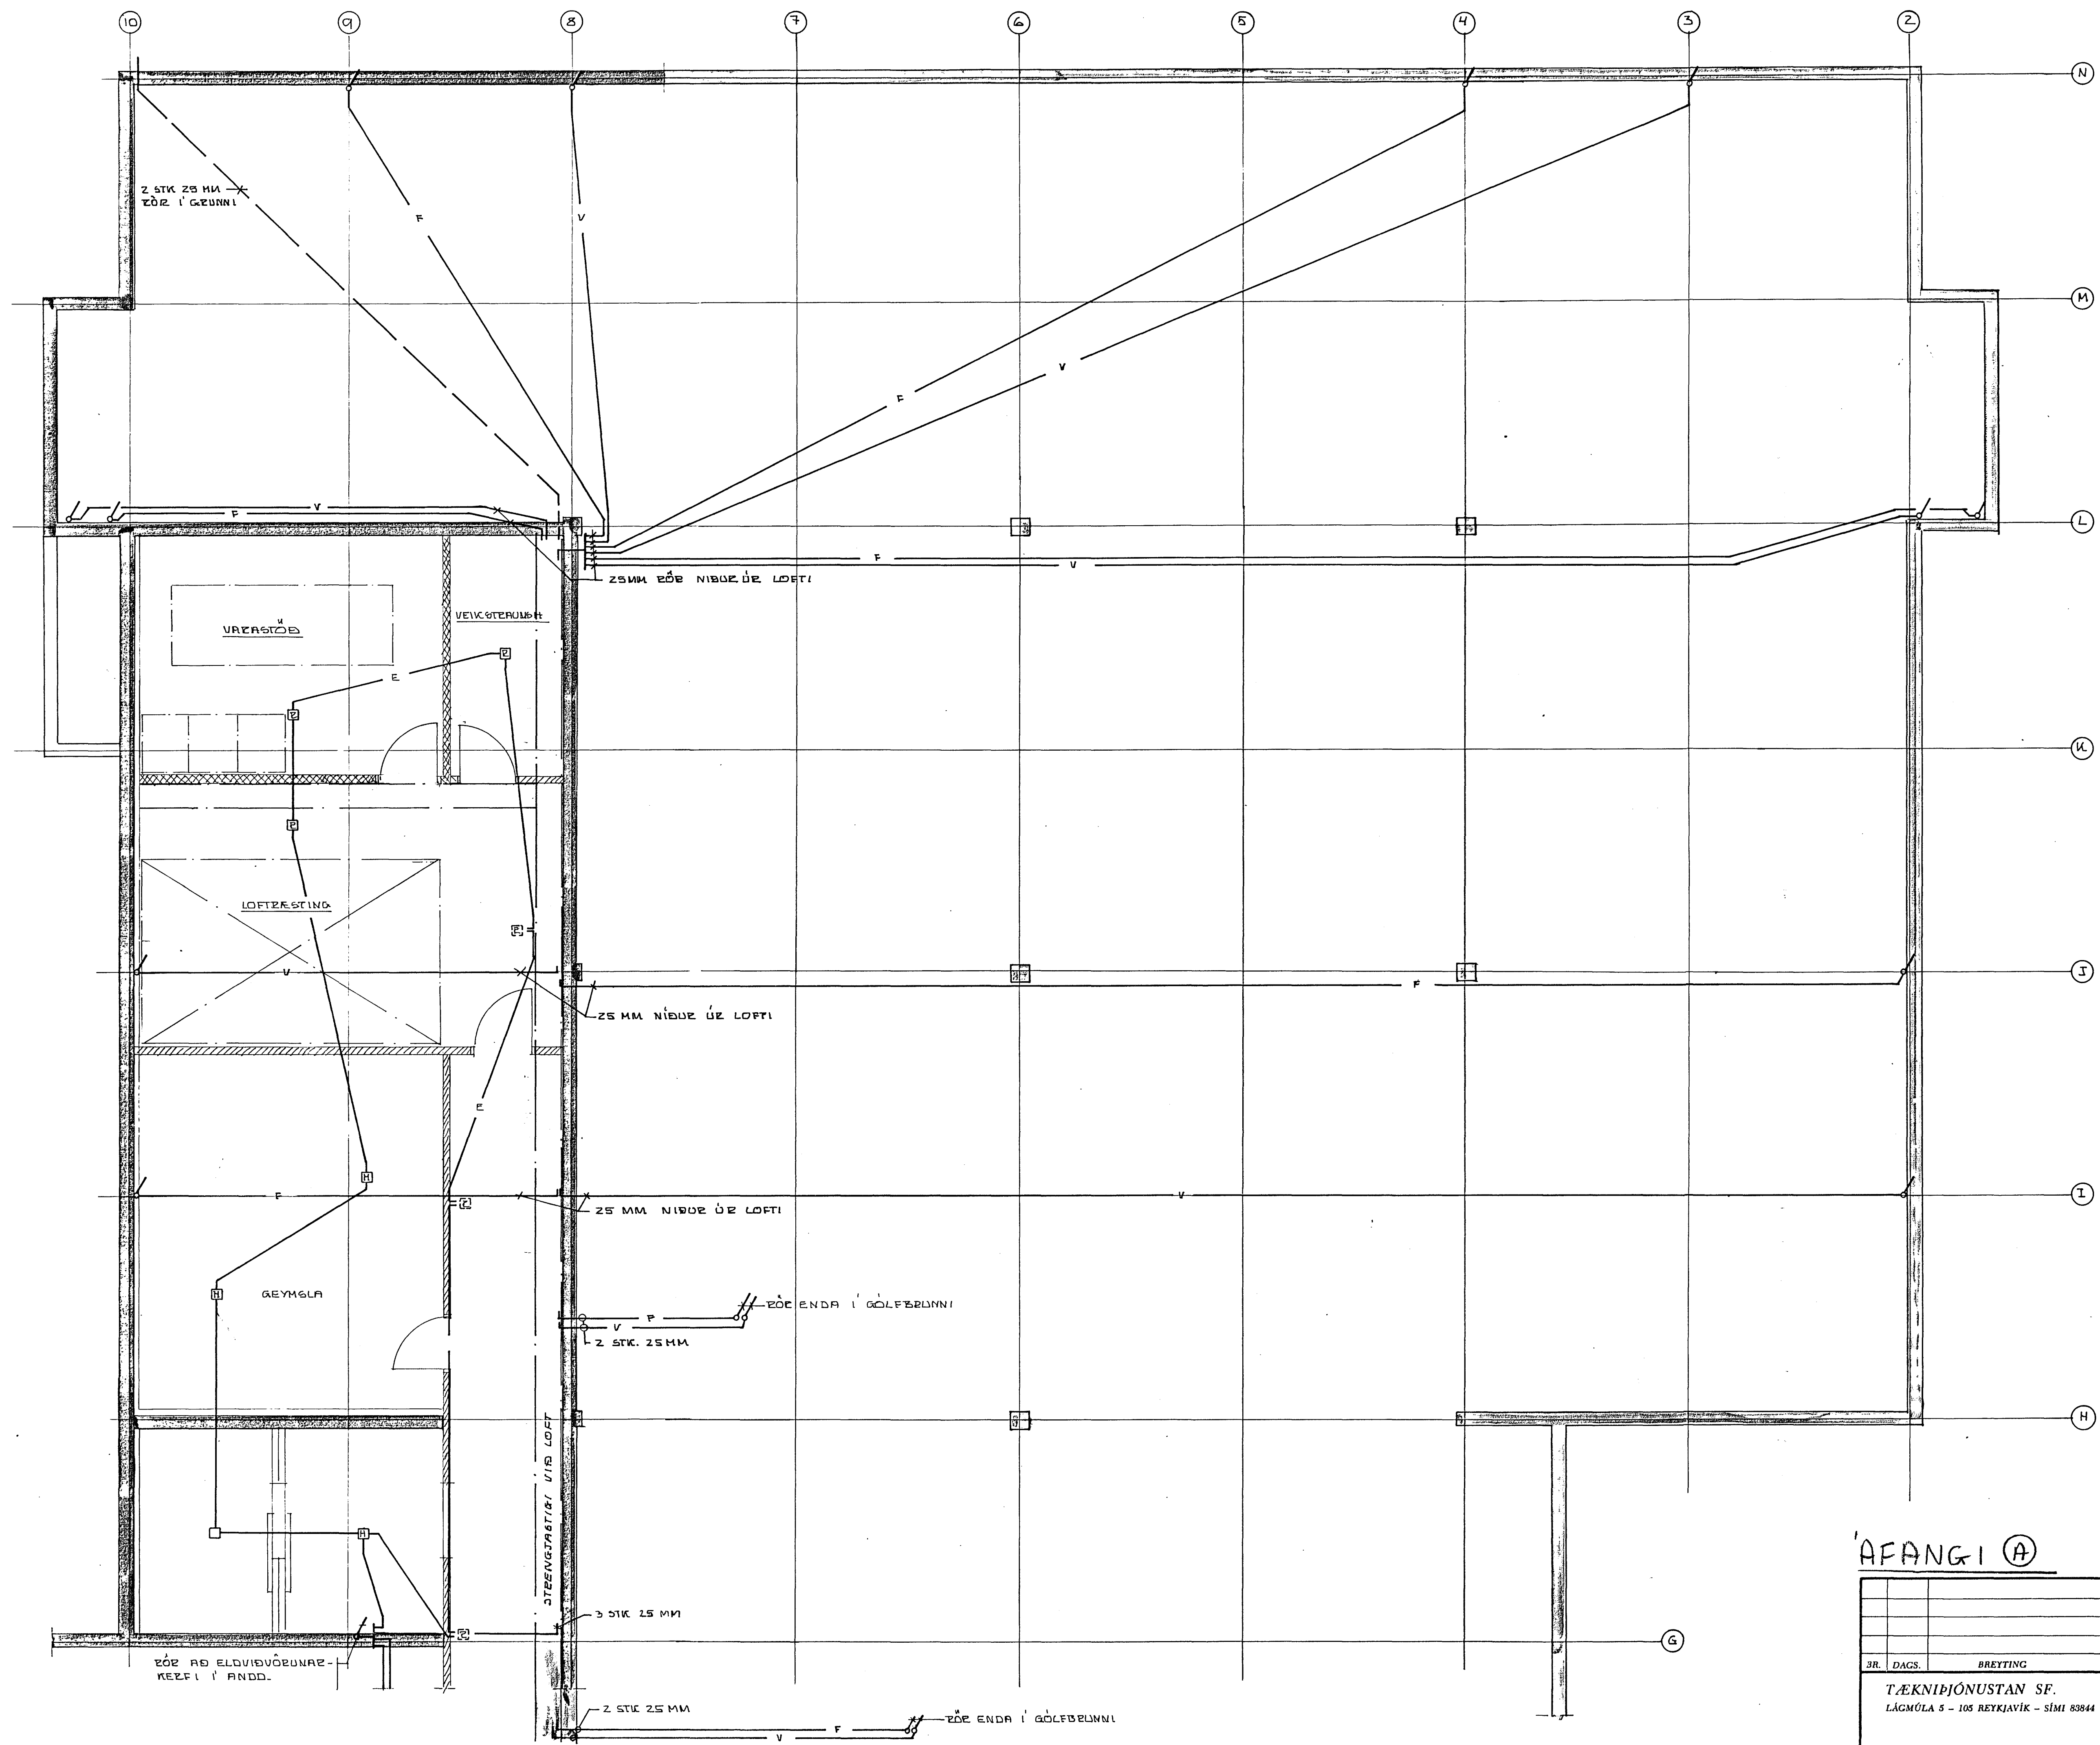 10 9 8 7 6 5 4 3 2
N
2 STK 25 MM
RÖR Í GRUNNI
F
V
M
F
V
V
F
L
F
V
25MM RÖR NIÐUR ÚR LOFTI
VARASTÖÐ
VEIKSTRAUMUR
R
E
R
K
R
LOFTRÆSTING
R
V
J
F
25 MM NIÐUR ÚR LOFTI
E
H
F
V
I
R
25 MM NIÐUR ÚR LOFTI
H
GEYMSLA
F
RÖR ENDA Í GÓLFBRUNNI
V
2 STK. 25MM
H
STRENGJASTIGI VIÐ LOFT
H
3 STK 25 MM
R
G
RÖR AÐ ELDVIÐVÖRUNAR-
KERFI Í ANDD.
2 STK 25 MM
F
RÖR ENDA Í GÓLFBRUNNI
V
ÁFANGI A
BR. DAGS. BREYTING
TÆKNIÞJÓNUSTAN SF.
LÁGMÚLA 5 – 105 REYKJAVÍK – SÍMI 83844